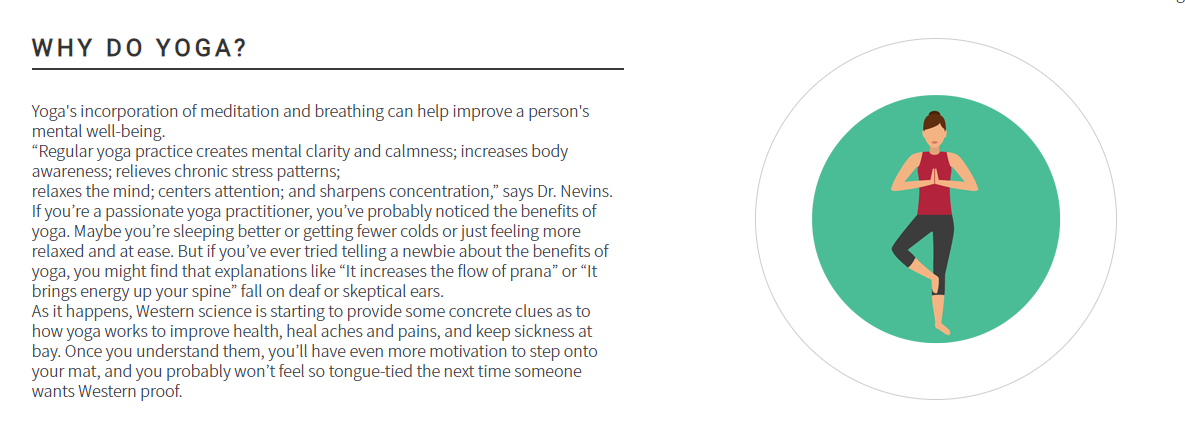 WHY DO YOGA?
Yoga's incorporation of meditation and breathing can help improve a person's
mental well-being.
“Regular yoga practice creates mental clarity and calmness; increases body
awareness; relieves chronic stress patterns;
relaxes the mind; centers attention; and sharpens concentration,” says Dr. Nevins.
If you’re a passionate yoga practitioner, you’ve probably noticed the benefits of
yoga. Maybe you’re sleeping better or getting fewer colds or just feeling more
relaxed and at ease. But if you’ve ever tried telling a newbie about the benefits of
yoga, you might find that explanations like “It increases the flow of prana” or “It
brings energy up your spine” fall on deaf or skeptical ears.
As it happens, Western science is starting to provide some concrete clues as to
how yoga works to improve health, heal aches and pains, and keep sickness at
bay. Once you understand them, you’ll have even more motivation to step onto
your mat, and you probably won’t feel so tongue-tied the next time someone
wants Western proof.